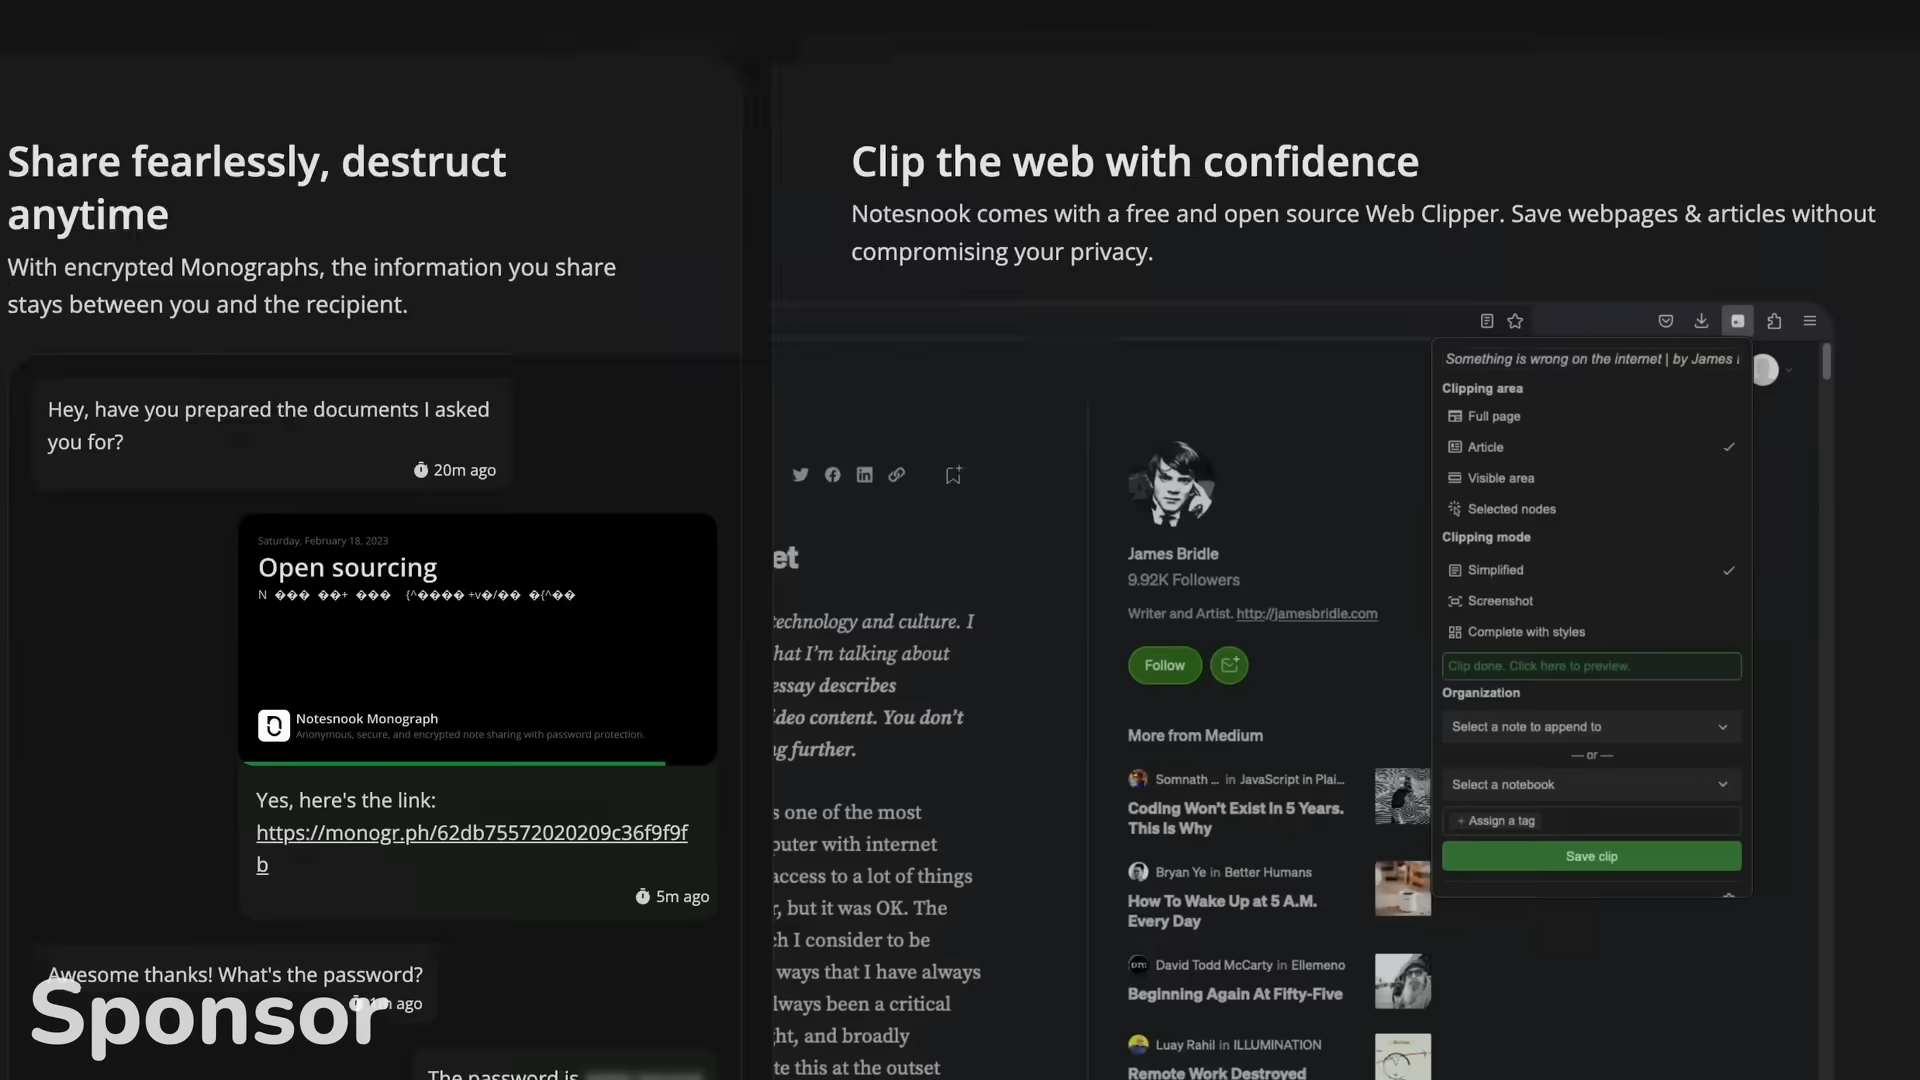 Share fearlessly, destruct
anytime
With encrypted Monographs, the information you share
stays between you and the recipient.
Hey, have you prepared the documents I asked
you for?
20m ago
Saturday, February 18, 2023
Open sourcing
N ��� ��+ ��� {^���� +v�/�� �{^��
Notesnook Monograph
Anonymous, secure, and encrypted note sharing with password protection.
Yes, here's the link:
https://monogr.ph/62db75572020209c36f9f9f
b
5m ago
Awesome thanks! What's the password?
1m ago
Sponsor
The password is
Clip the web with confidence
Notesnook comes with a free and open source Web Clipper. Save webpages & articles without
compromising your privacy.
et
technology and culture. I
hat I'm talking about
essay describes
deo content. You don't
g further.
s one of the most
puter with internet
access to a lot of things
r, but it was OK. The
ch I consider to be
ways that I have always
lways been a critical
ht, and broadly
te this at the outset
James Bridle
9.92K Followers
Writer and Artist. http://jamesbridle.com
Follow
More from Medium
Somnath ... in JavaScript in Plai...
Coding Won't Exist In 5 Years.
This Is Why
Bryan Ye in Better Humans
How To Wake Up at 5 A.M.
Every Day
David Todd McCarty in Ellemeno
Beginning Again At Fifty-Five
Luay Rahil in ILLUMINATION
Remote Work Destroyed
Something is wrong on the internet | by James
Clipping area
Full page
Article
Visible area
Selected nodes
Clipping mode
Simplified
Screenshot
Complete with styles
Clip done. Click here to preview.
Organization
Select a note to append to
— or —
Select a notebook
+ Assign a tag
Save clip